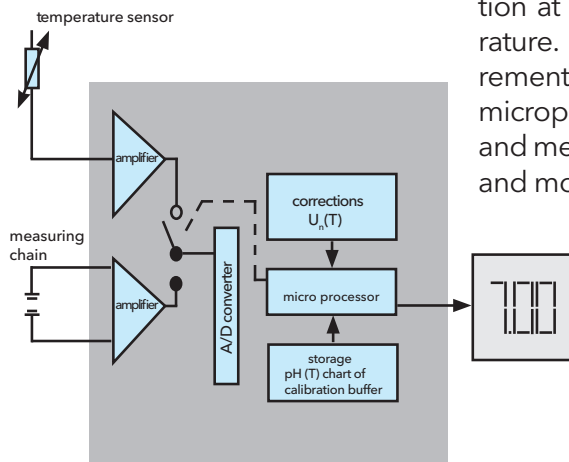 temperature sensor
tion at
rature.
rement
microp
and me
and mo
amplifier
corrections
Un(T)
measuring
chain
amplifier
A/D converter
micro processor
7.00
storage
pH (T) chart of
calibration buffer